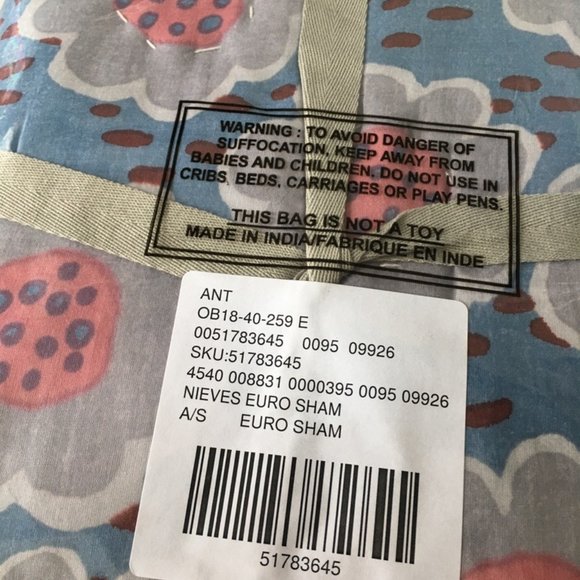 WARNING : TO AVOID DANGER OF
SUFFOCATION, KEEP AWAY FROM
BABIES AND CHILDREN. DO NOT USE IN
CRIBS, BEDS, CARRIAGES OR PLAY PENS.
THIS BAG IS NOT A TOY
MADE IN INDIA/FABRIQUE EN INDE
ANT
OB18-40-259 E
0051783645 0095 09926
SKU:51783645
4540 008831 0000395 0095 09926
NIEVES EURO SHAM
A/S EURO SHAM
51783645